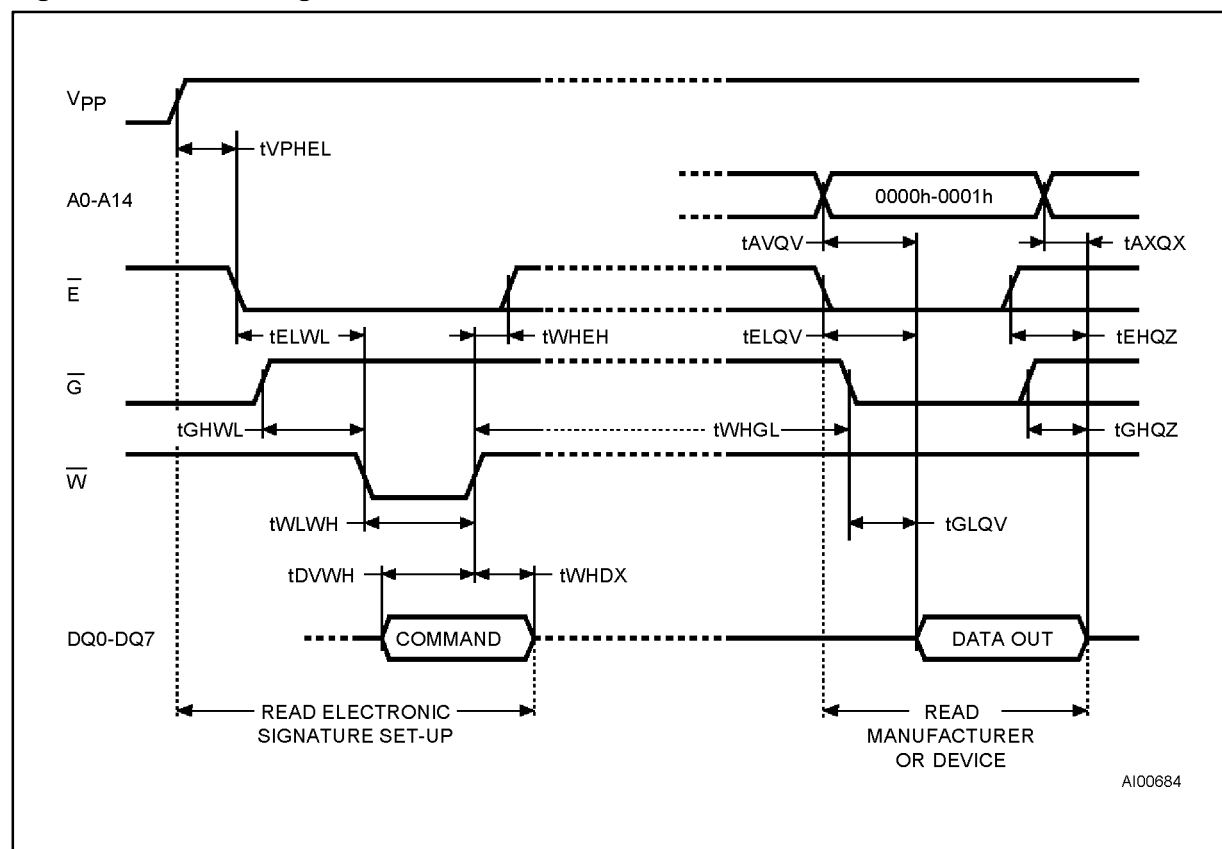 VPP
tVPHEL
A0-A14
0000h-0001h
tAVQV
tAXQX
E
tELWL
tWHEH
tELQV
tEHQZ
G
tGHWL
tWHGL
tGHQZ
W
tWLWH
tGLQV
tDVWH
tWHDX
DQ0-DQ7
COMMAND
DATA OUT
READ ELECTRONIC
SIGNATURE SET-UP
READ
MANUFACTURER
OR DEVICE
AI00684